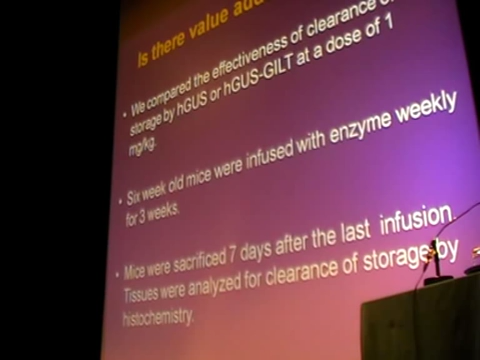 Is there value
• We compared the effectiveness of clearance of
storage by hGUS or hGUS-GILT at a dose of 1
mg/kg.
• Six week old mice were infused with enzyme weekly
for 3 weeks.
• Mice were sacrificed 7 days after the last infusion.
Tissues were analyzed for clearance of storage by
histochemistry.